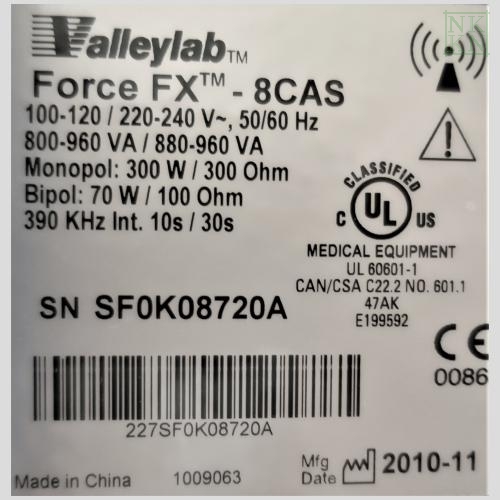 Valleylab™
Force FX™ - 8CAS
100-120 / 220-240 V~, 50/60 Hz
800-960 VA / 880-960 VA
Monopol: 300 W / 300 Ohm
Bipol: 70 W / 100 Ohm
390 KHz Int. 10s / 30s
CLASSIFIED
C UL US
MEDICAL EQUIPMENT
UL 60601-1
CAN/CSA C22.2 NO. 601.1
47AK
E199592
SN SF0K08720A
CE
0086
227SF0K08720A
Made in China 1009063
Mfg Date 2010-11